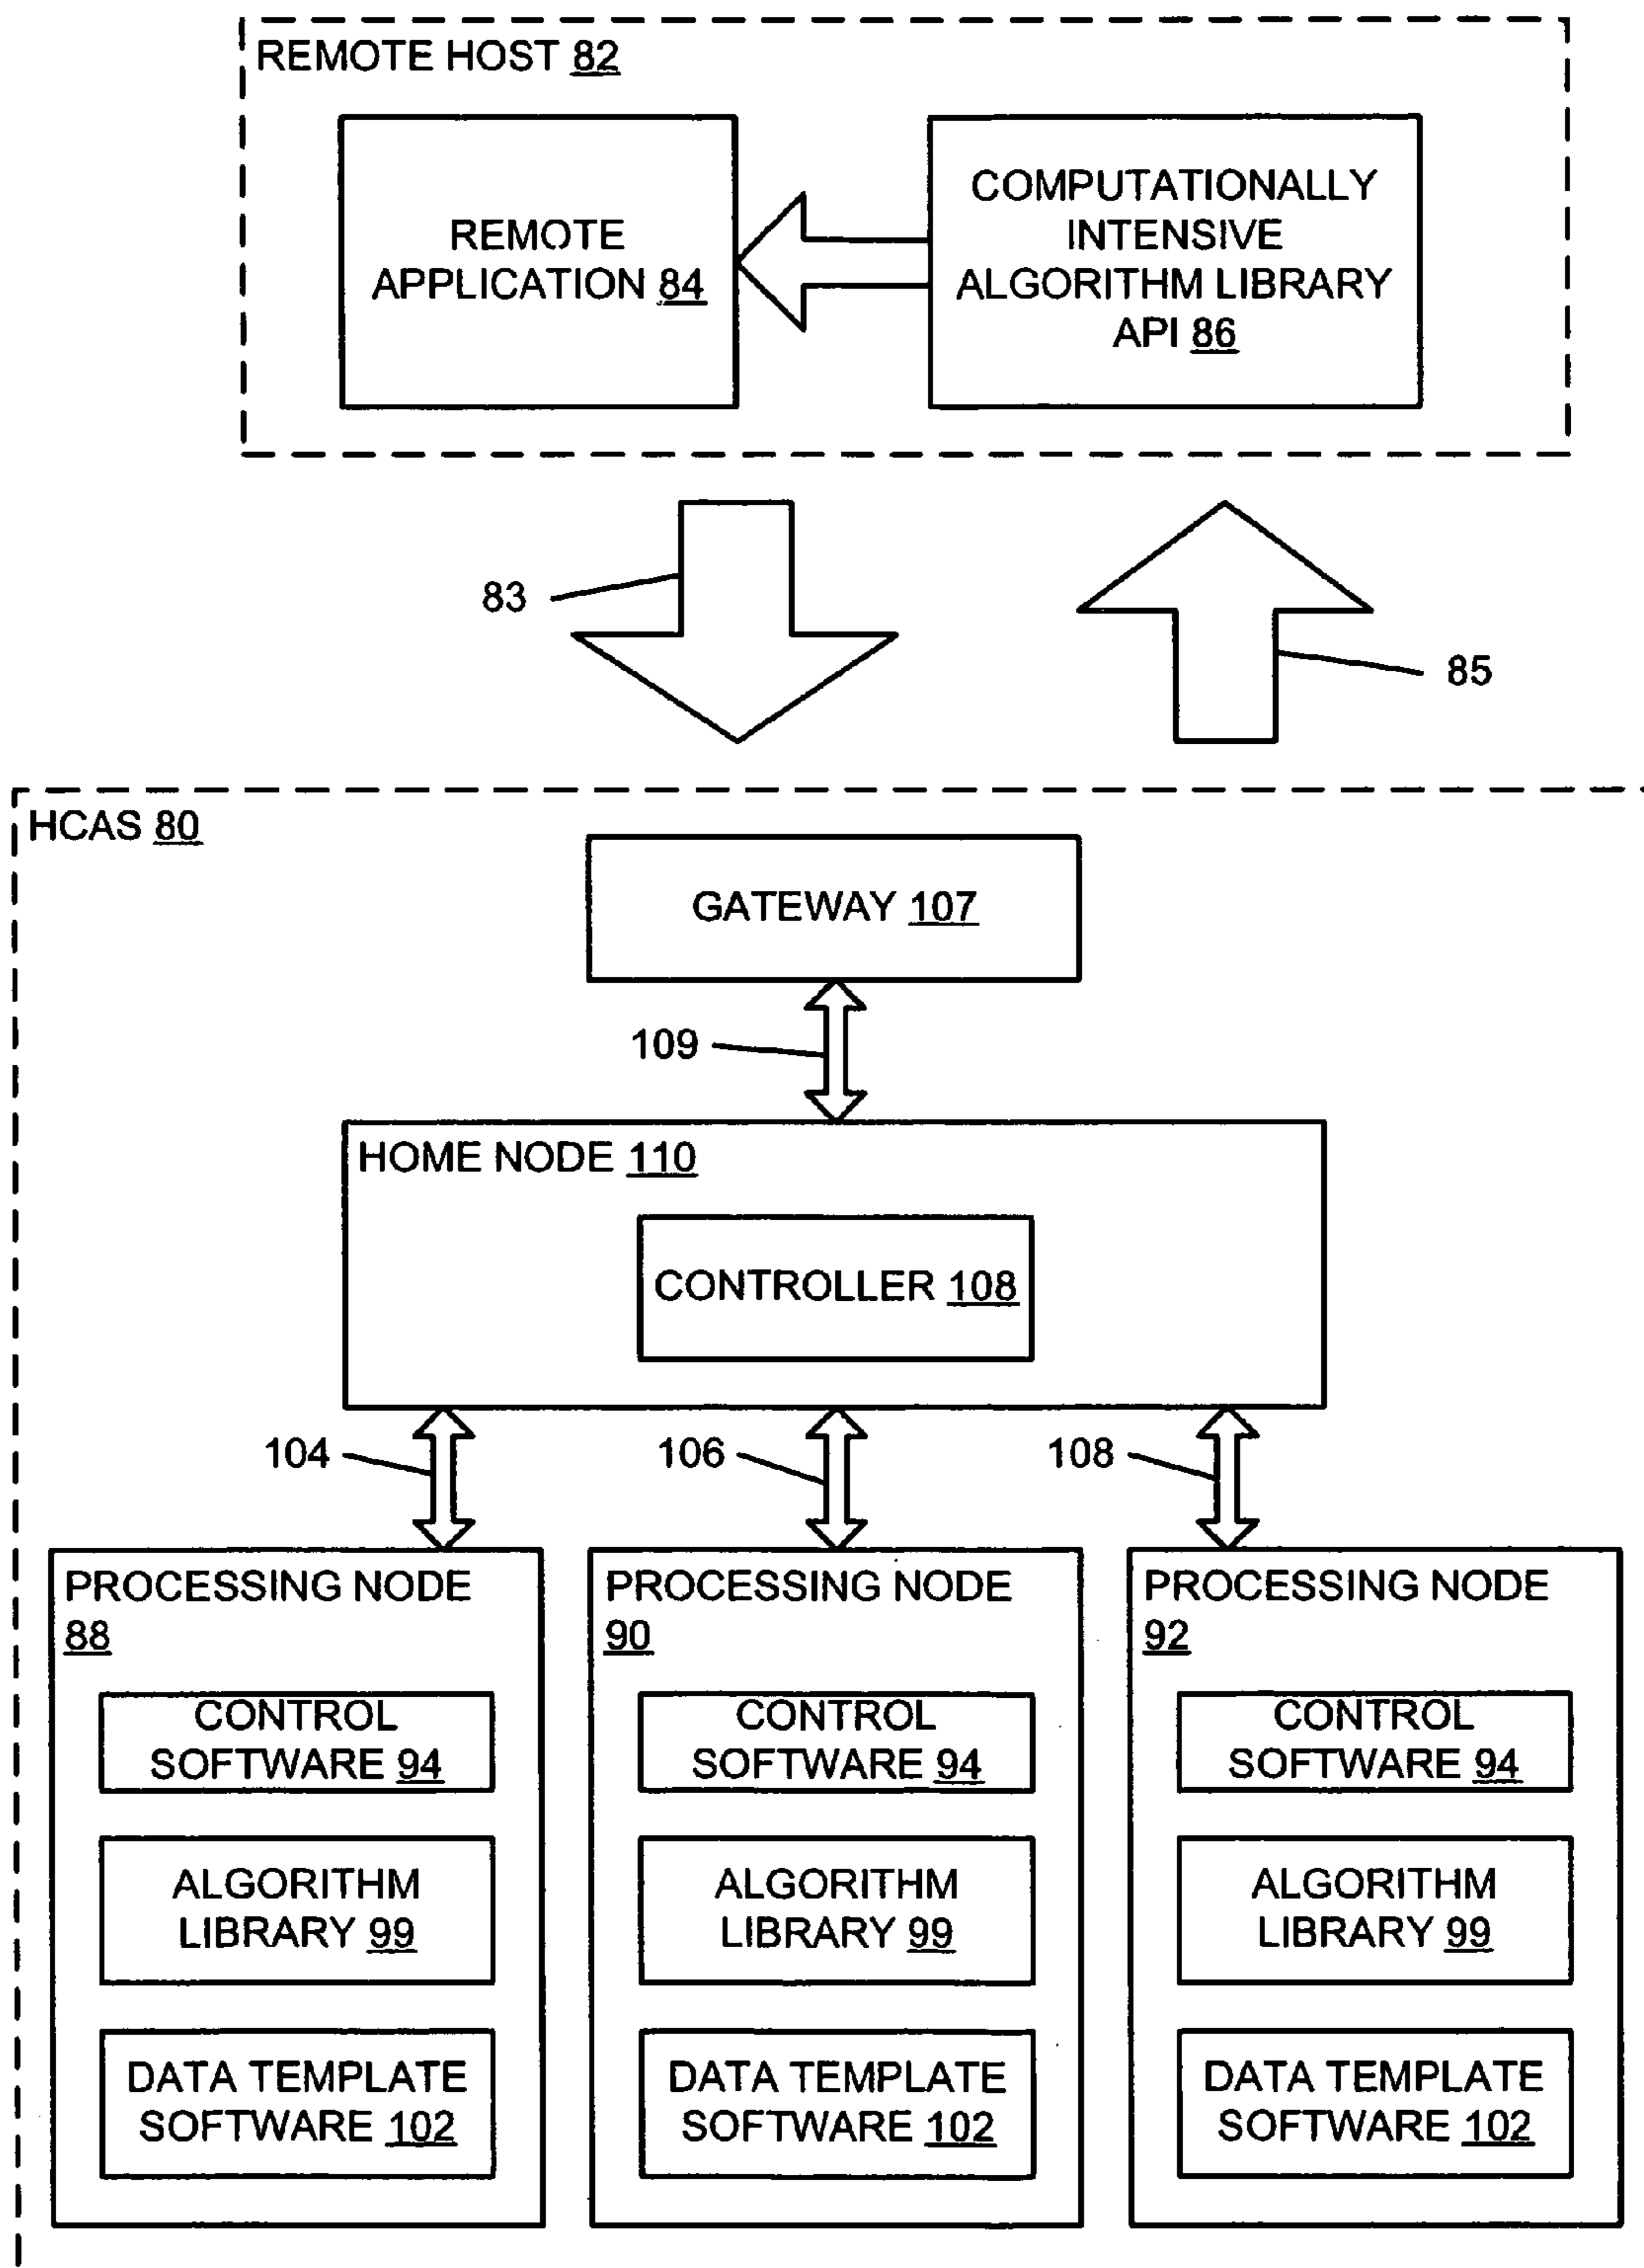 REMOTE HOST 82
REMOTE
APPLICATION 84
COMPUTATIONALLY
INTENSIVE
ALGORITHM LIBRARY
API 86
83
85
HCAS 80
GATEWAY 107
109
HOME NODE 110
CONTROLLER 108
104
106
108
PROCESSING NODE
88
CONTROL
SOFTWARE 94
ALGORITHM
LIBRARY 99
DATA TEMPLATE
SOFTWARE 102
PROCESSING NODE
90
CONTROL
SOFTWARE 94
ALGORITHM
LIBRARY 99
DATA TEMPLATE
SOFTWARE 102
PROCESSING NODE
92
CONTROL
SOFTWARE 94
ALGORITHM
LIBRARY 99
DATA TEMPLATE
SOFTWARE 102